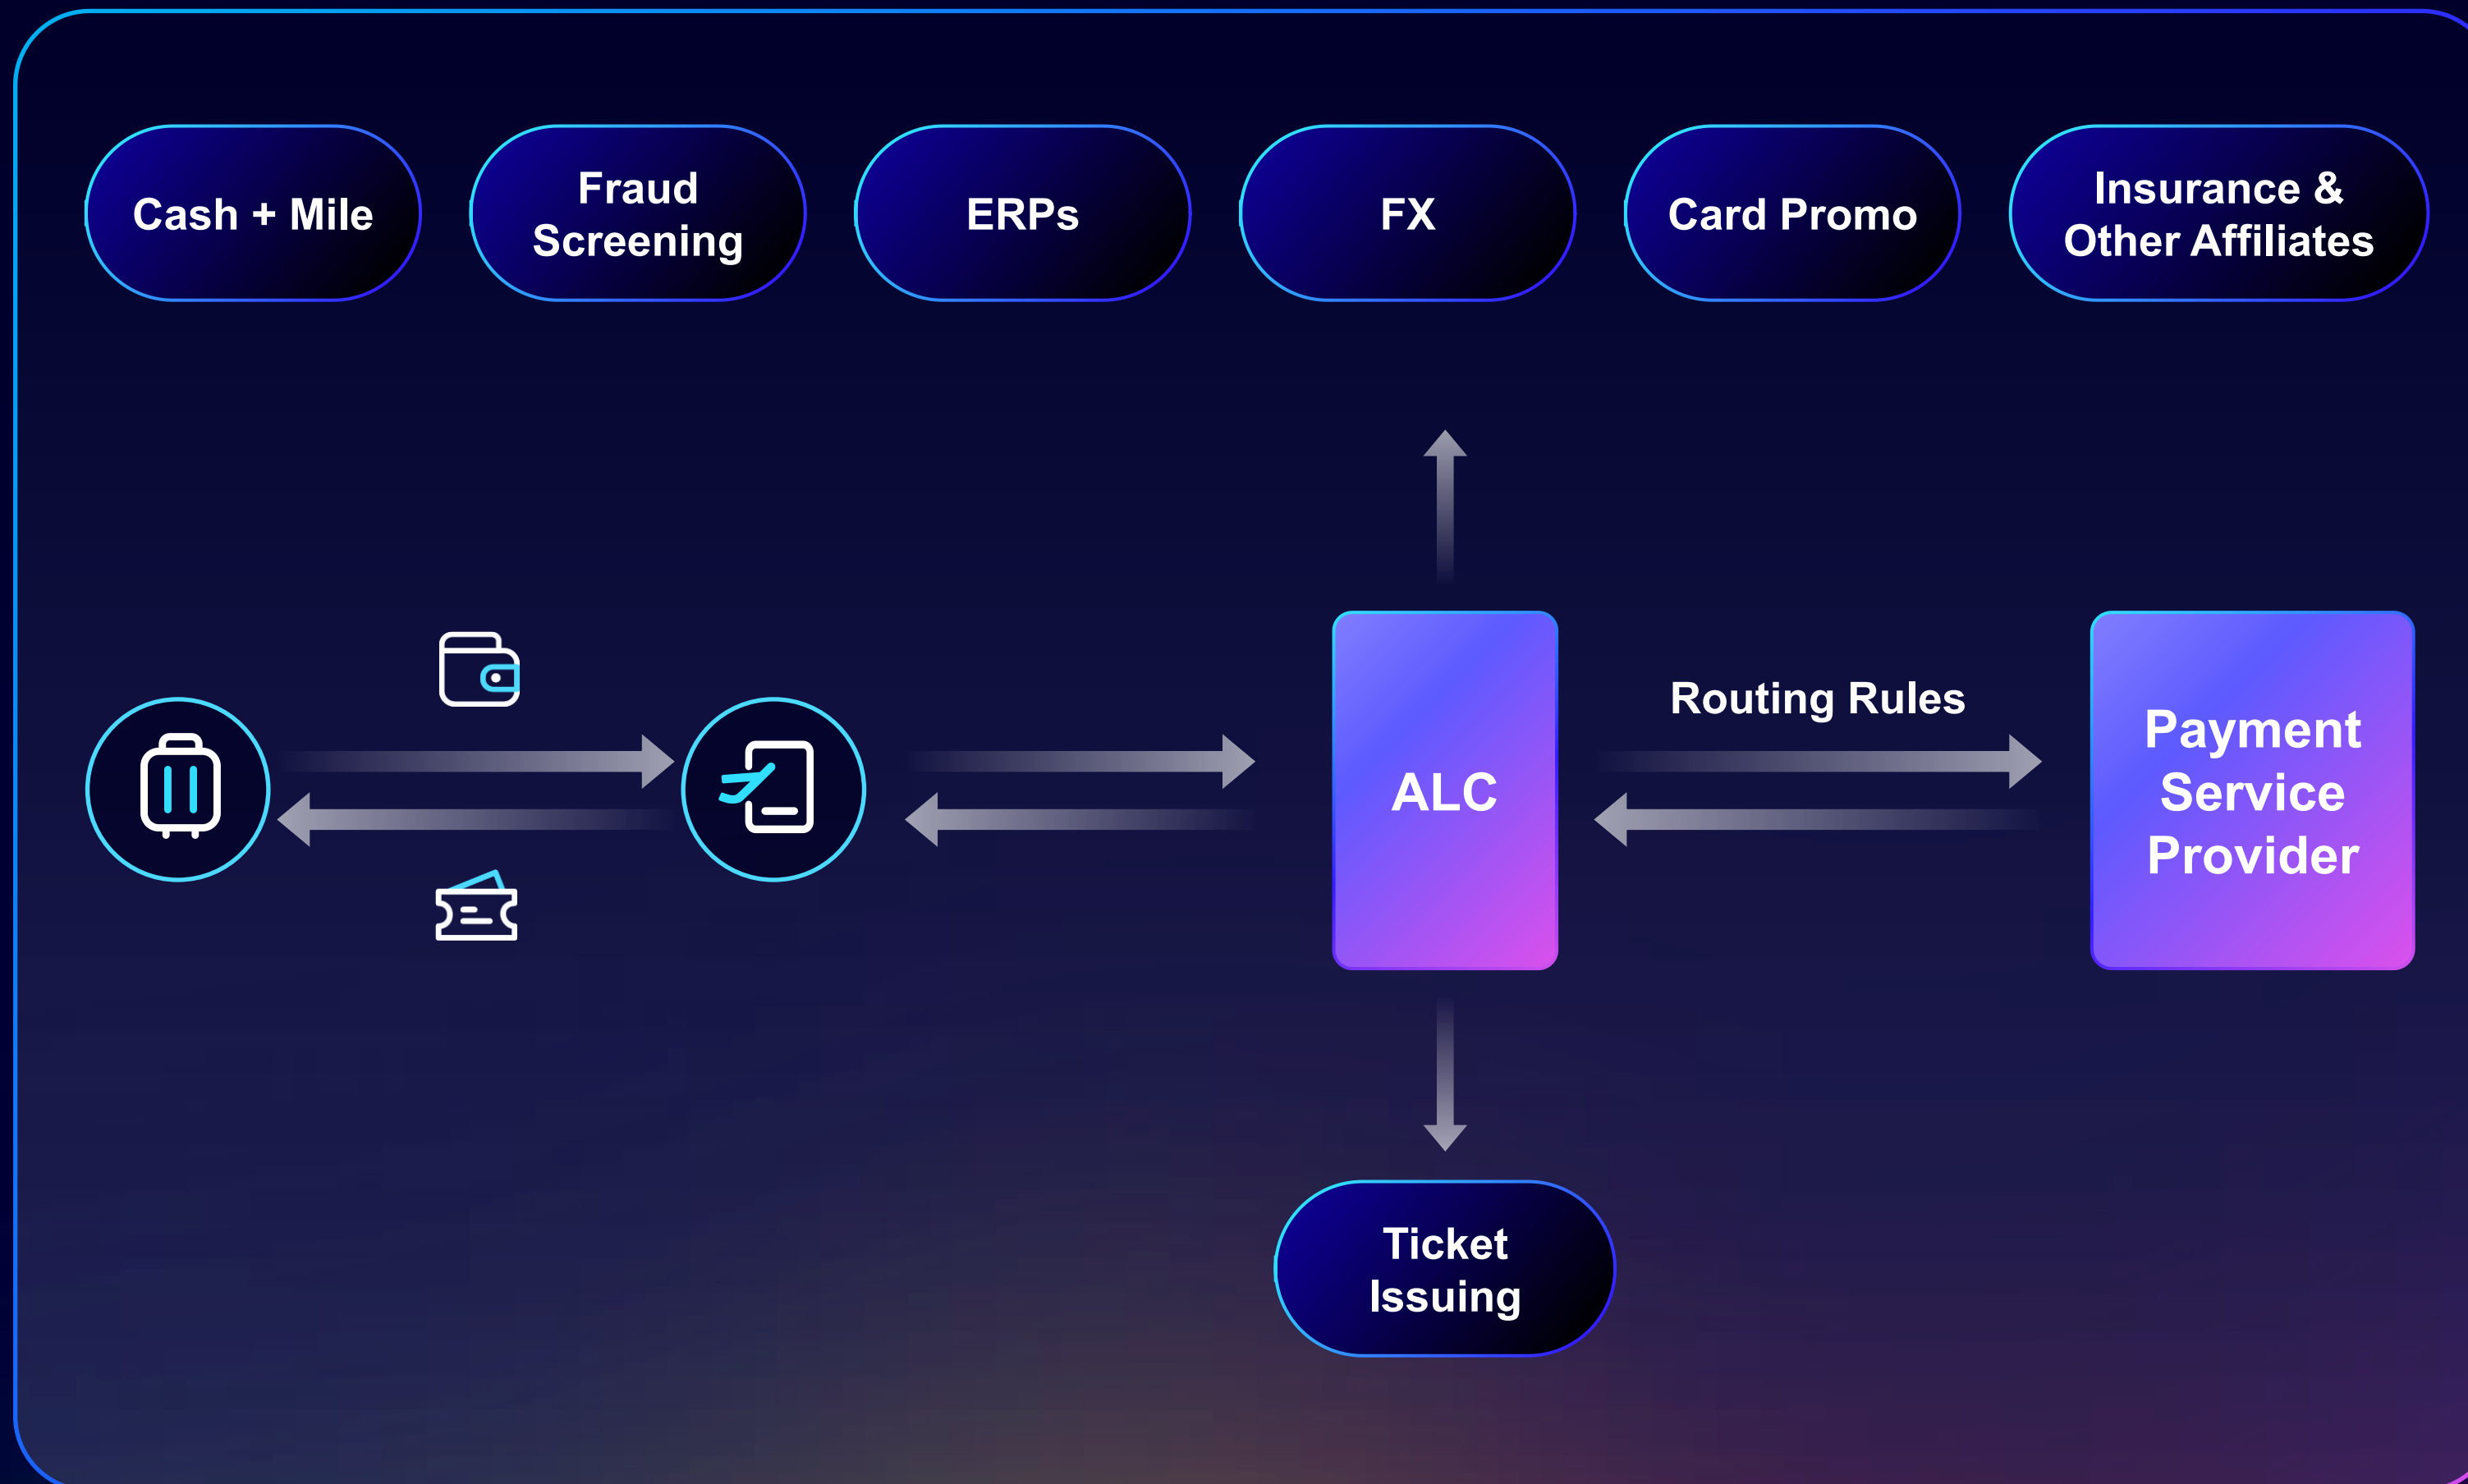 Cash + Mile
Fraud
Screening
ERPs
FX
Card Promo
Insurance &
Other Affiliates
ALC
Routing Rules
Payment
Service
Provider
Ticket
Issuing